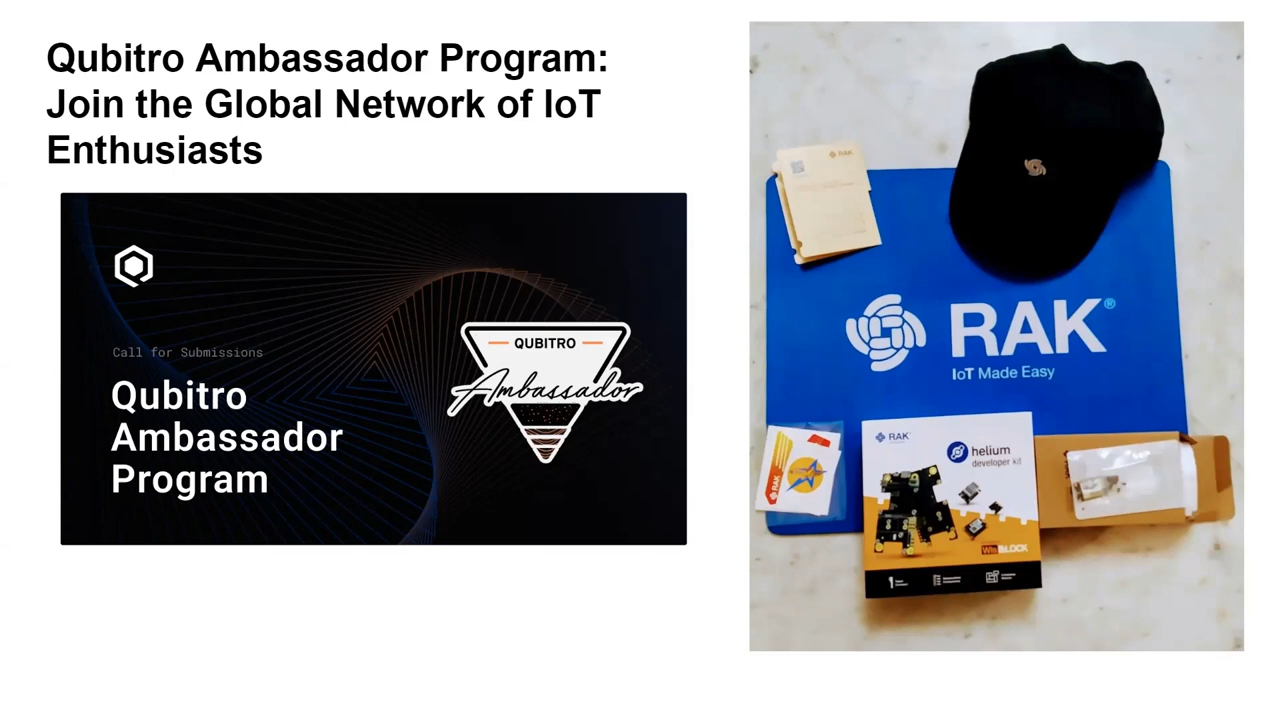 Qubitro Ambassador Program:
Join the Global Network of IoT
Enthusiasts
Call for Submissions
Qubitro
Ambassador
Program
QUBITRO
Ambassador
RAK
RAK®
IoT Made Easy
RAK
RAK
helium
developer kit
WisBLOCK